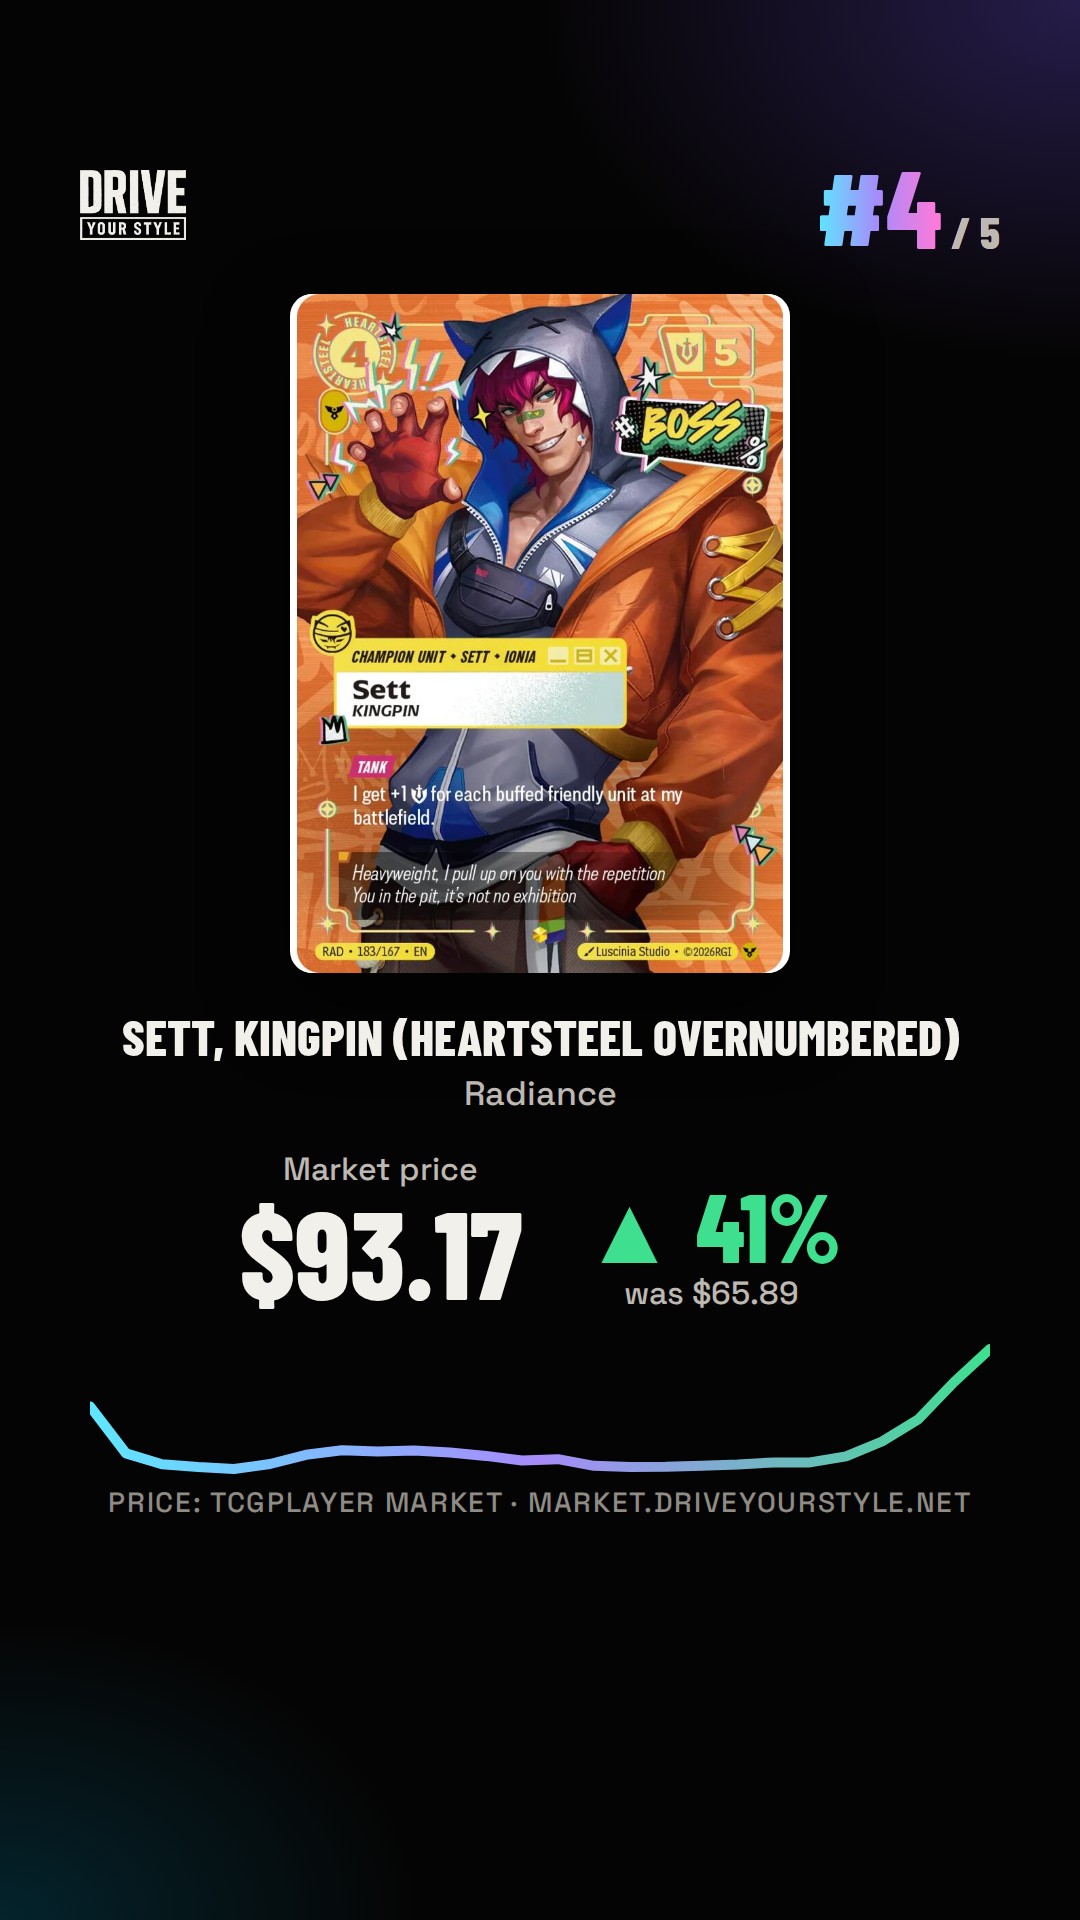 DRIVE
YOUR STYLE
#4 / 5
HEARTSTEEL
4
HEARTSTEEL
5
# BOSS %
CHAMPION UNIT • SETT • IONIA
Sett
KINGPIN
TANK
I get +1 for each buffed friendly unit at my
battlefield.
Heavyweight, I pull up on you with the repetition
You in the pit, it's not no exhibition
RAD • 183/167 • EN
Luscinia Studio • ©2026RGI
SETT, KINGPIN (HEARTSTEEL OVERNUMBERED)
Radiance
Market price
$93.17
▲ 41%
was $65.89
PRICE: TCGPLAYER MARKET · MARKET.DRIVEYOURSTYLE.NET